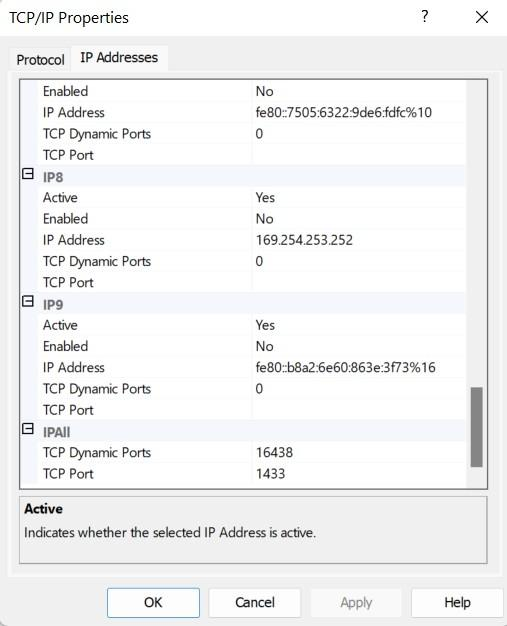 TCP/IP Properties ? ✕
Protocol IP Addresses
Enabled No
IP Address fe80::7505:6322:9de6:fdfc%10
TCP Dynamic Ports 0
TCP Port
IP8
Active Yes
Enabled No
IP Address 169.254.253.252
TCP Dynamic Ports 0
TCP Port
IP9
Active Yes
Enabled No
IP Address fe80::b8a2:6e60:863e:3f73%16
TCP Dynamic Ports 0
TCP Port
IPAll
TCP Dynamic Ports 16438
TCP Port 1433
Active
Indicates whether the selected IP Address is active.
OK Cancel Apply Help